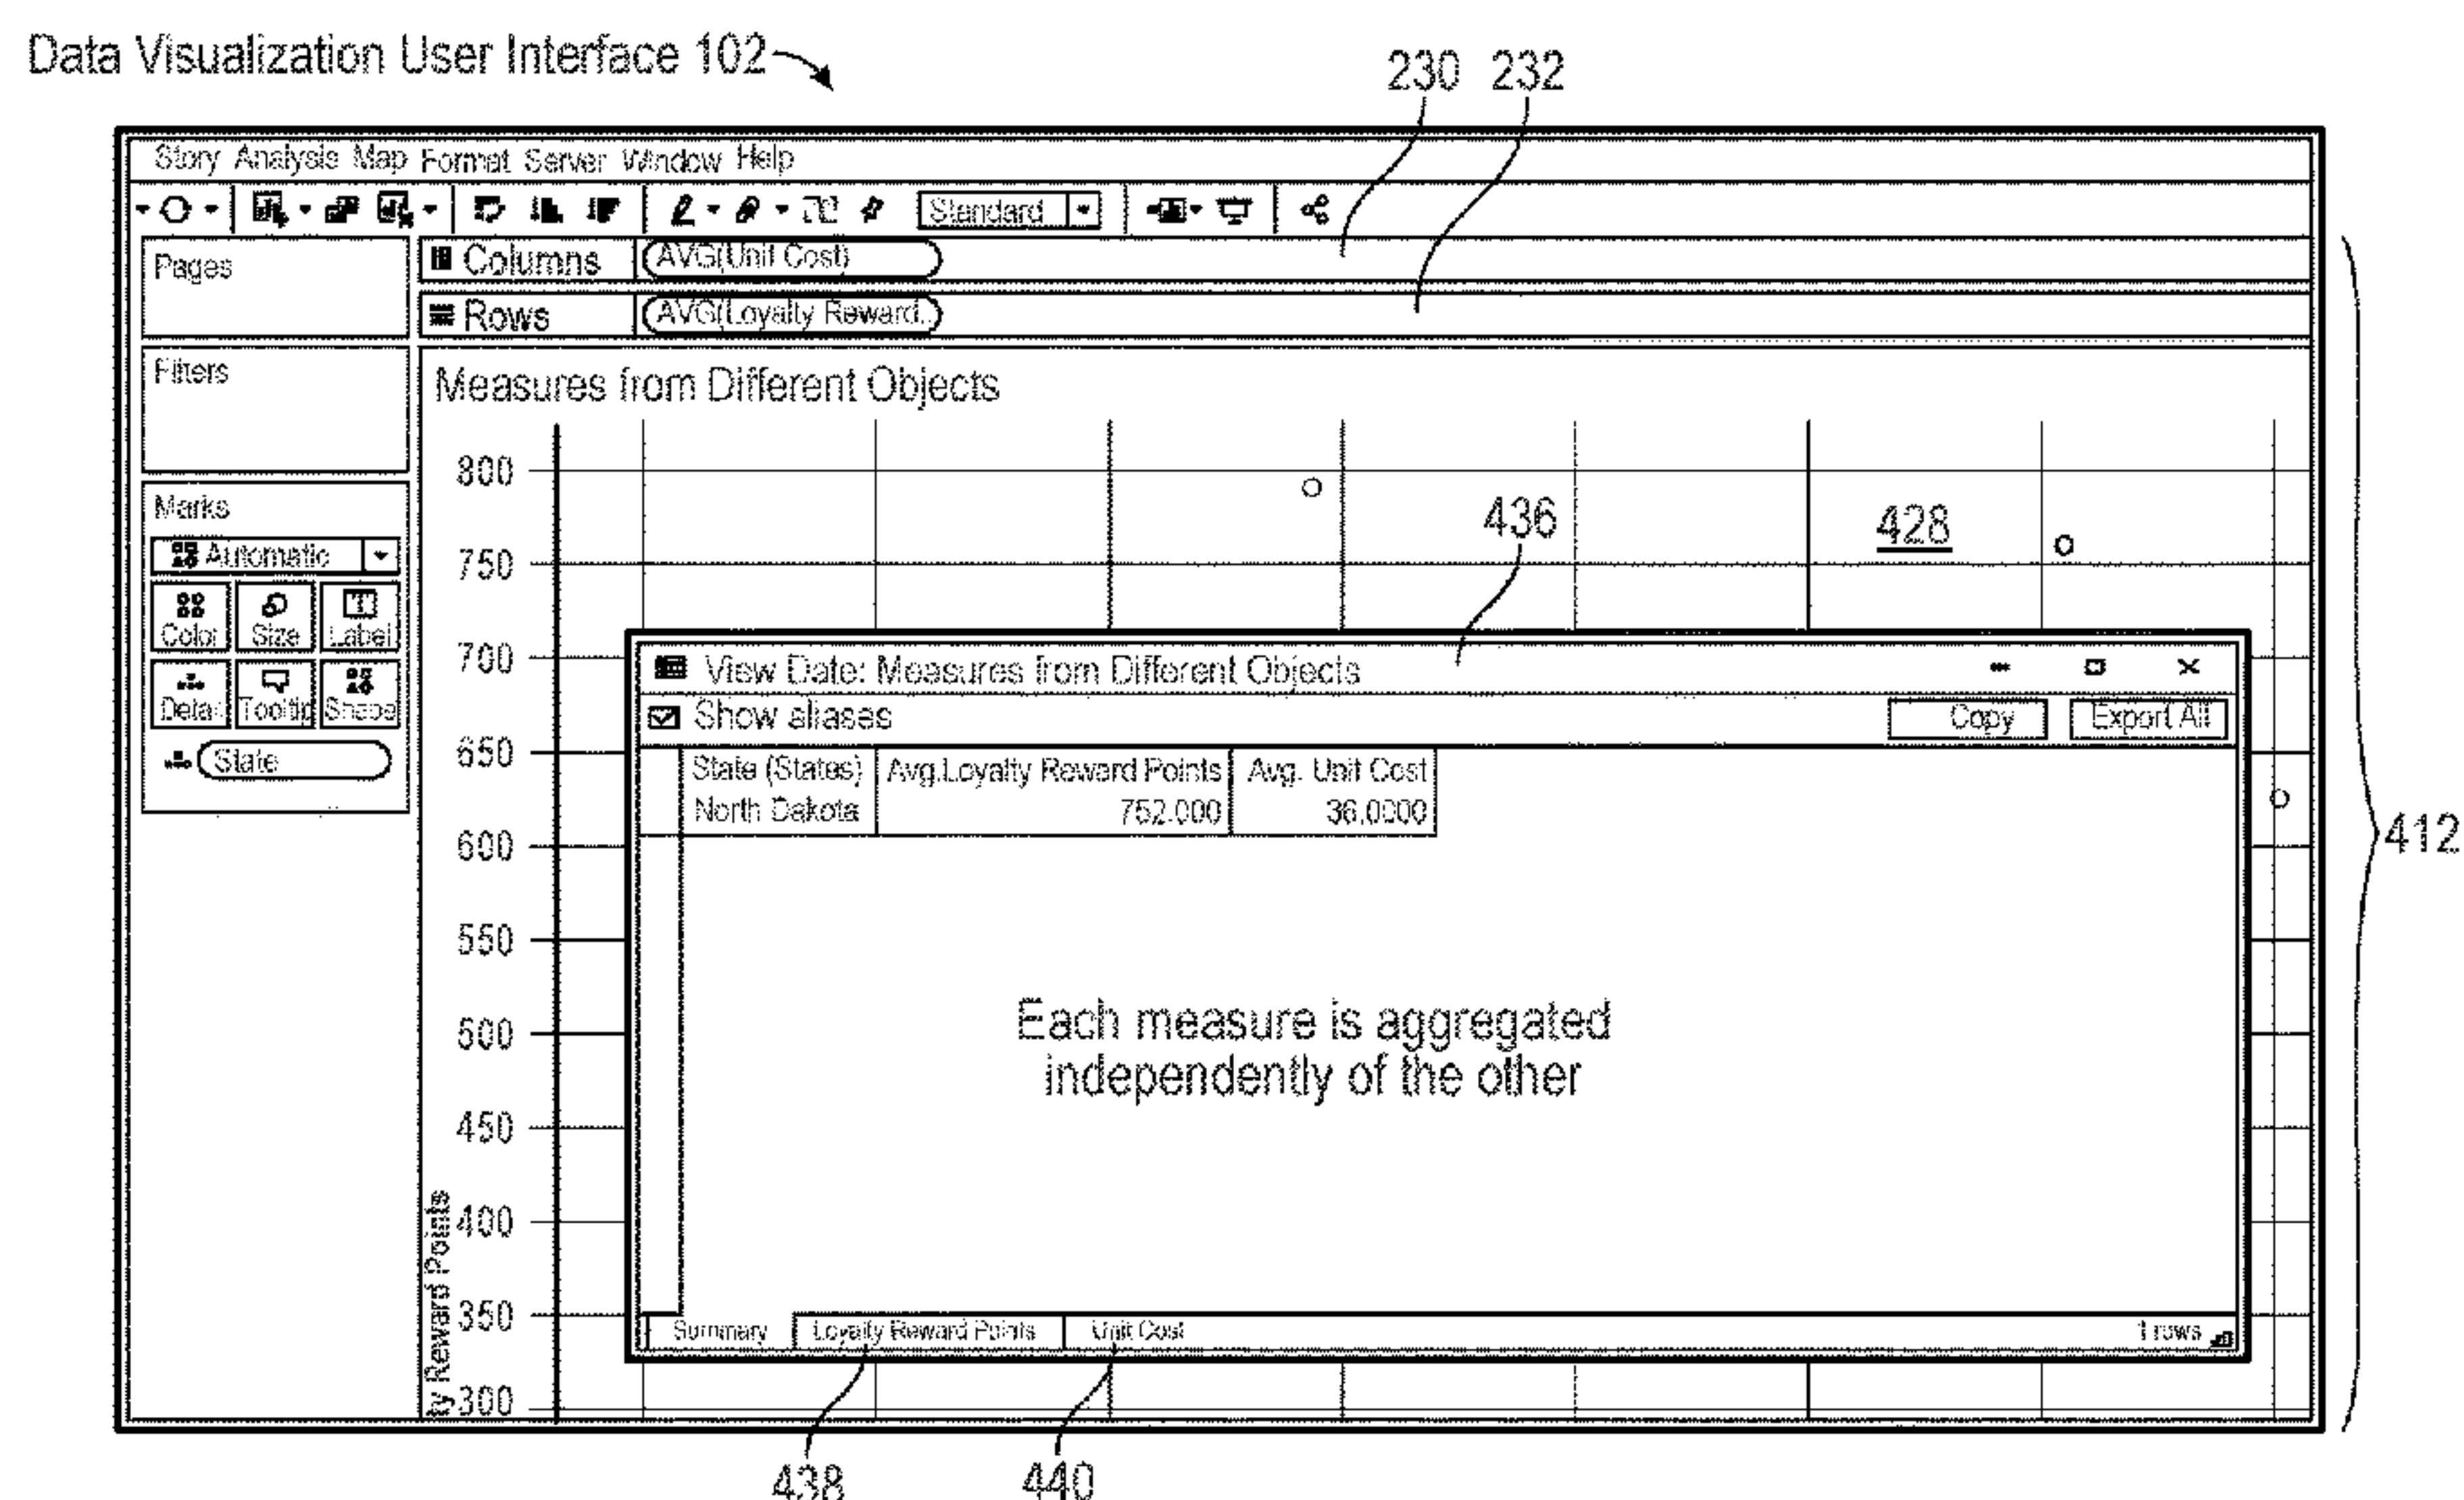 Data Visualization User Interface 102
230 232
Story Analysis Map Format Server Window Help
Standard
Pages
Columns AVG(Unit Cost)
Rows AVG(Loyalty Reward..)
Filters
Measures from Different Objects
Marks
Automatic
Color Size Label
Detail Tooltip Shape
State
800
750
700
650
600
550
500
450
400
350
300
ty Reward Points
436
428
412
View Date: Measures from Different Objects
Show aliases
Copy Export All
State (States) Avg.Loyalty Reward Points Avg. Unit Cost
North Dakota 752.000 36.0000
Each measure is aggregated
independently of the other
Summary Loyalty Reward Points Unit Cost 1 rows
438 440